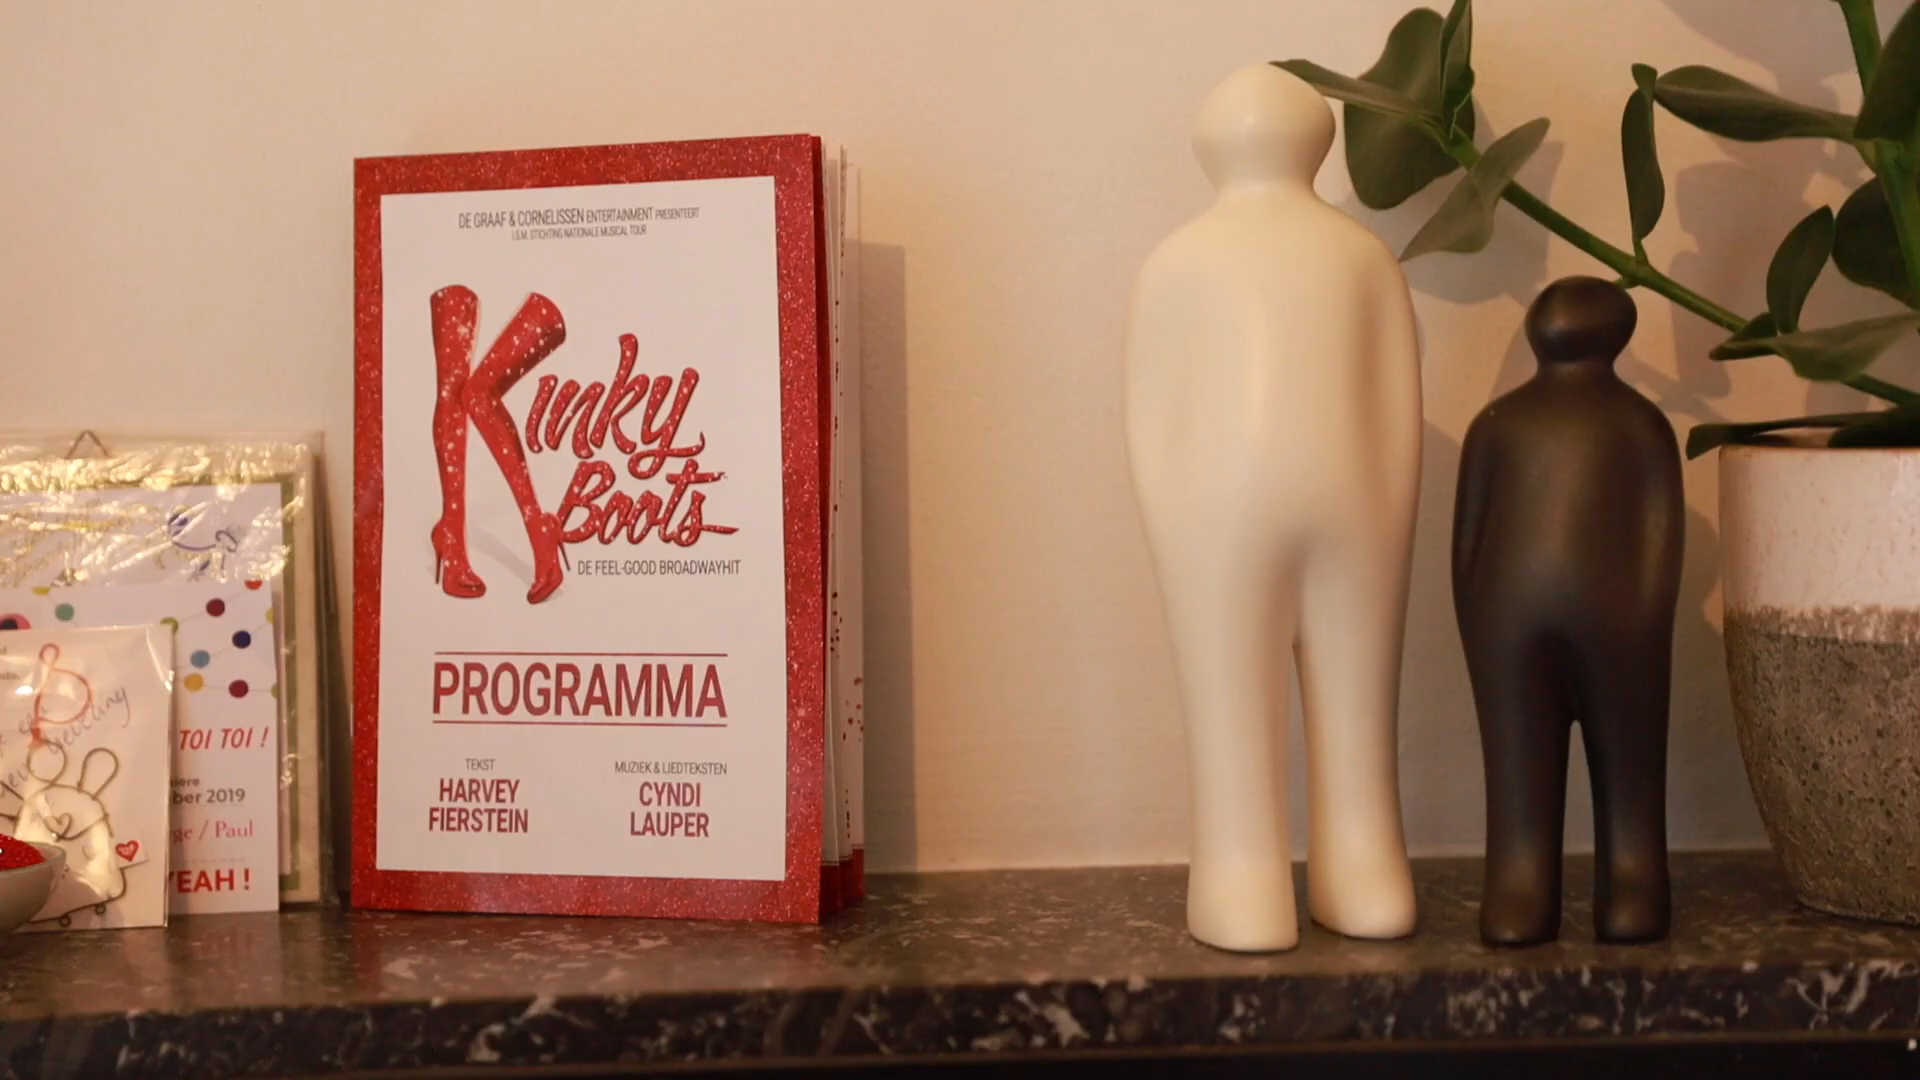 DE GRAAF & CORNELISSEN ENTERTAINMENT PRESENTEERT
I.S.M. STICHTING NATIONALE MUSICAL TOUR
Kinky
Boots
DE FEEL-GOOD BROADWAYHIT
PROGRAMMA
TEKST
HARVEY
FIERSTEIN
MUZIEK & LIEDTEKSTEN
CYNDI
LAUPER
TOI TOI !
ber 2019
/ Paul
YEAH !